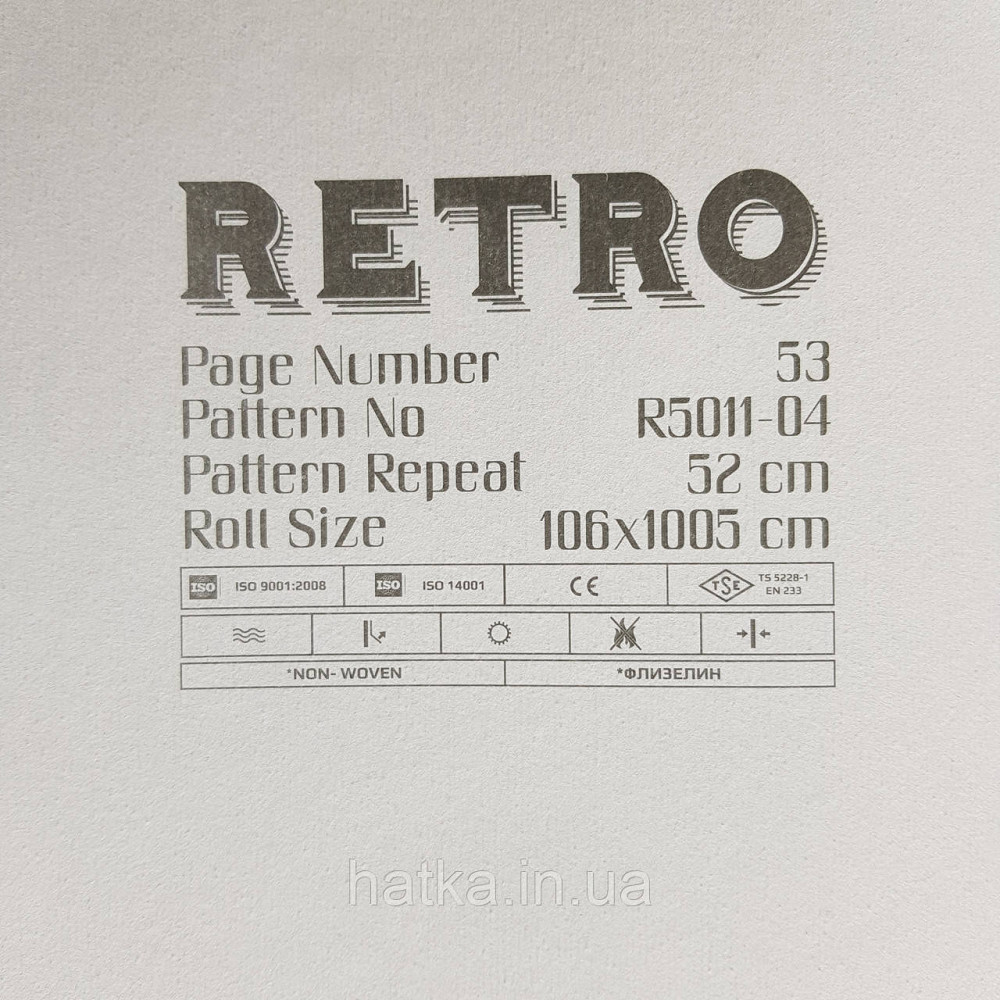 RETRO
Page Number 53
Pattern No R5011-04
Pattern Repeat 52 cm
Roll Size 106x1005 cm
ISO ISO 9001:2008 ISO ISO 14001 CE TSE TS 5228-1
EN 233
*NON- WOVEN *ФЛИЗЕЛИН
hatka.in.ua